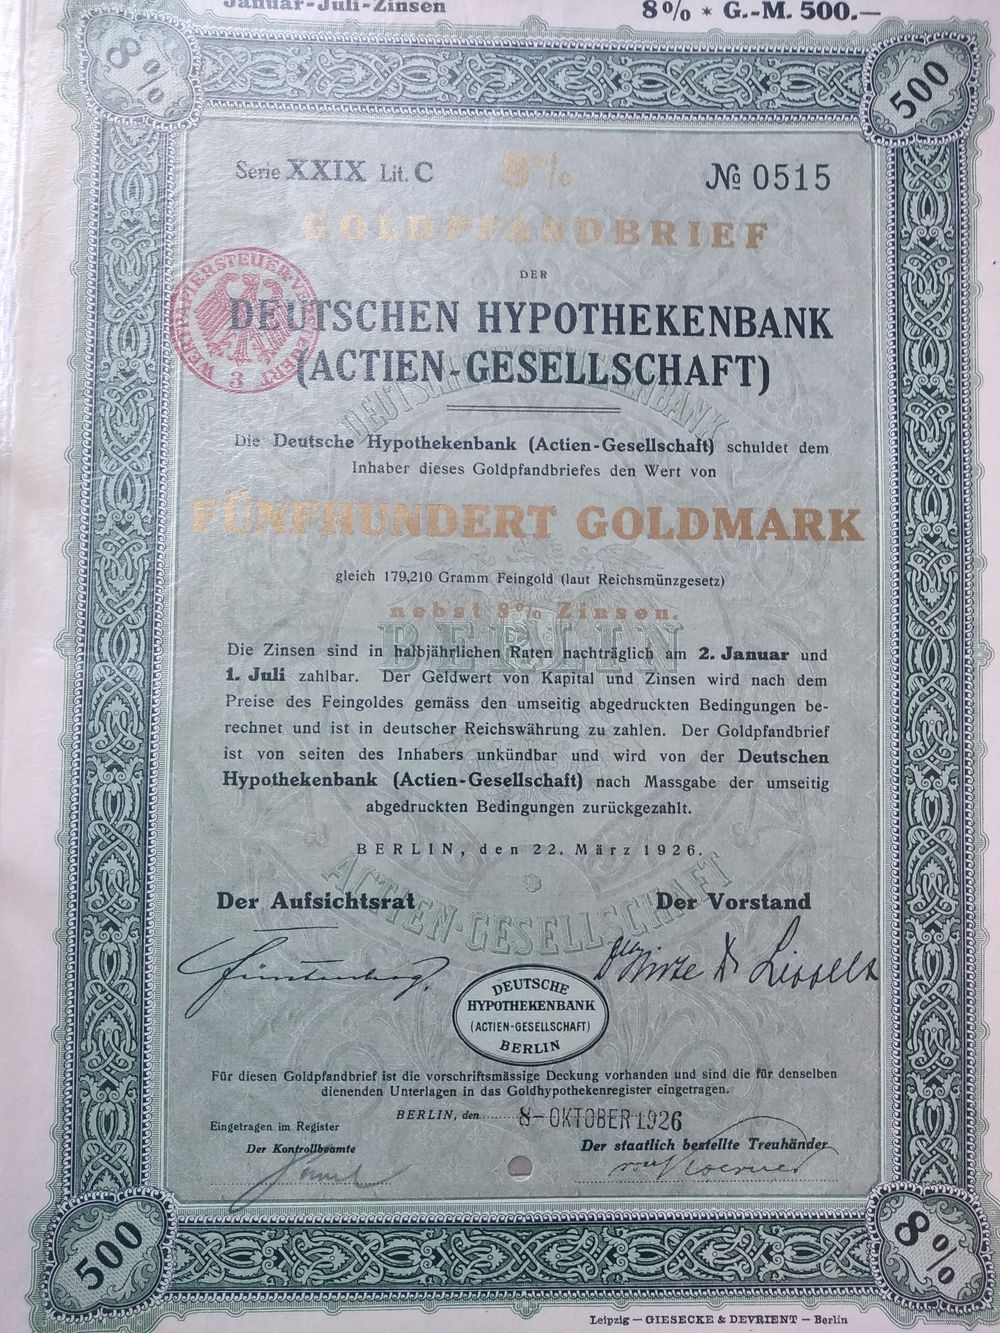 Januar-Juli-Zinsen
8% * G.-M. 500.—
8%
500
Serie XXIX Lit. C
8%
№ 0515
GOLDPFANDBRIEF
DER
DEUTSCHEN HYPOTHEKENBANK
(ACTIEN-GESELLSCHAFT)
WERTPAPIERSTEUER VERSTEUERT
3
DEUTSCHE HYPOTHEKENBANK
Die Deutsche Hypothekenbank (Actien-Gesellschaft) schuldet dem
Inhaber dieses Goldpfandbriefes den Wert von
FÜNFHUNDERT GOLDMARK
gleich 179,210 Gramm Feingold (laut Reichsmünzgesetz)
nebst 8% Zinsen.
BERLIN
Die Zinsen sind in halbjährlichen Raten nachträglich am 2. Januar und
1. Juli zahlbar. Der Geldwert von Kapital und Zinsen wird nach dem
Preise des Feingoldes gemäss den umseitig abgedruckten Bedingungen be-
rechnet und ist in deutscher Reichswährung zu zahlen. Der Goldpfandbrief
ist von seiten des Inhabers unkündbar und wird von der Deutschen
Hypothekenbank (Actien-Gesellschaft) nach Massgabe der umseitig
abgedruckten Bedingungen zurückgezahlt.
BERLIN, den 22. März 1926.
ACTIEN-GESELLSCHAFT
Der Aufsichtsrat
Der Vorstand
Fürstenberg.
DEUTSCHE
HYPOTHEKENBANK
(ACTIEN-GESELLSCHAFT)
BERLIN
Für diesen Goldpfandbrief ist die vorschriftsmässige Deckung vorhanden und sind die für denselben
dienenden Unterlagen in das Goldhypothekenregister eingetragen.
BERLIN, den 8-OKTOBER 1926
Eingetragen im Register
Der Kontrollbeamte
Der staatlich bestellte Treuhänder
500
8%
Leipzig — GIESECKE & DEVRIENT — Berlin